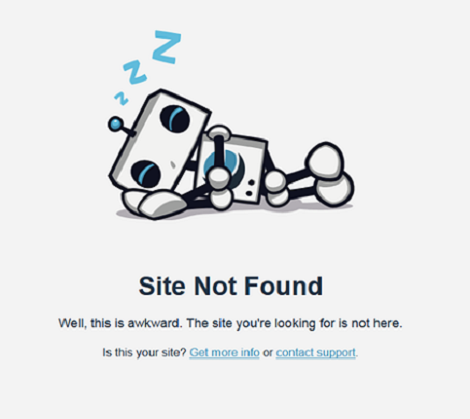 z Z Z
Site Not Found
Well, this is awkward. The site you're looking for is not here.
Is this your site? Get more info or contact support.